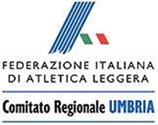 FEDERAZIONE ITALIANA
DI ATLETICA LEGGERA
Comitato Regionale UMBRIA